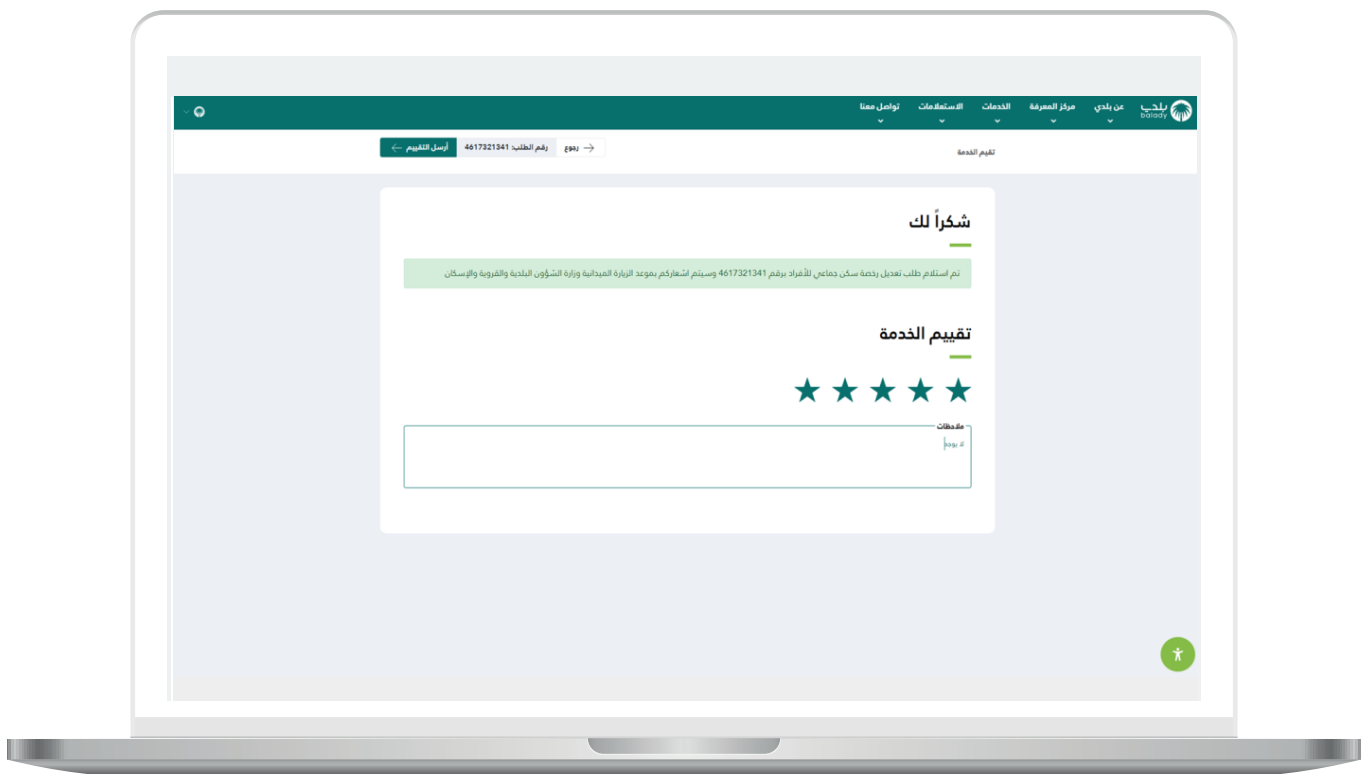 بلدي
balady
عن بلدي
مركز المعرفة
الخدمات
الاستعلامات
تواصل معنا
تقيم الخدمة
رجوع
رقم الطلب: 4617321341
أرسل التقييم
شكراً لك
تم استلام طلب تعديل رخصة سكن جماعي للأفراد برقم 4617321341 وسيتم اشعاركم بموعد الزيارة الميدانية وزارة الشؤون البلدية والقروية والإسكان
تقييم الخدمة
ملاحظات
لا يوجد